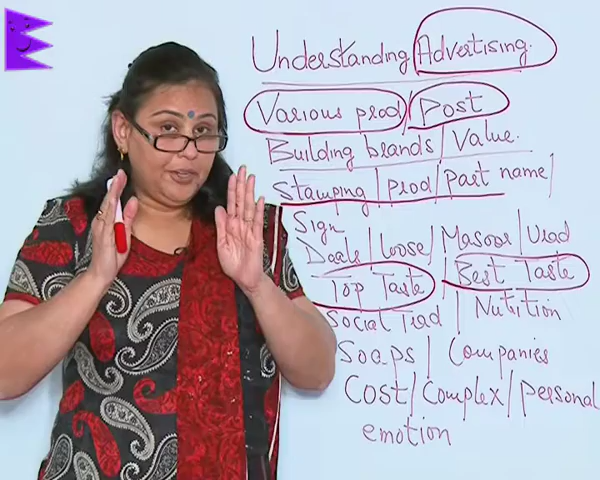 Understanding Advertising.
Various prod/Post
Building brands/Value.
Stamping/prod/Part name/
Sign
Daals/Loose/Masoor/Urad
Top Taste/Best Taste
Social Trad/Nutrition
Soaps/Companies
Cost/Complex/personal
emotion